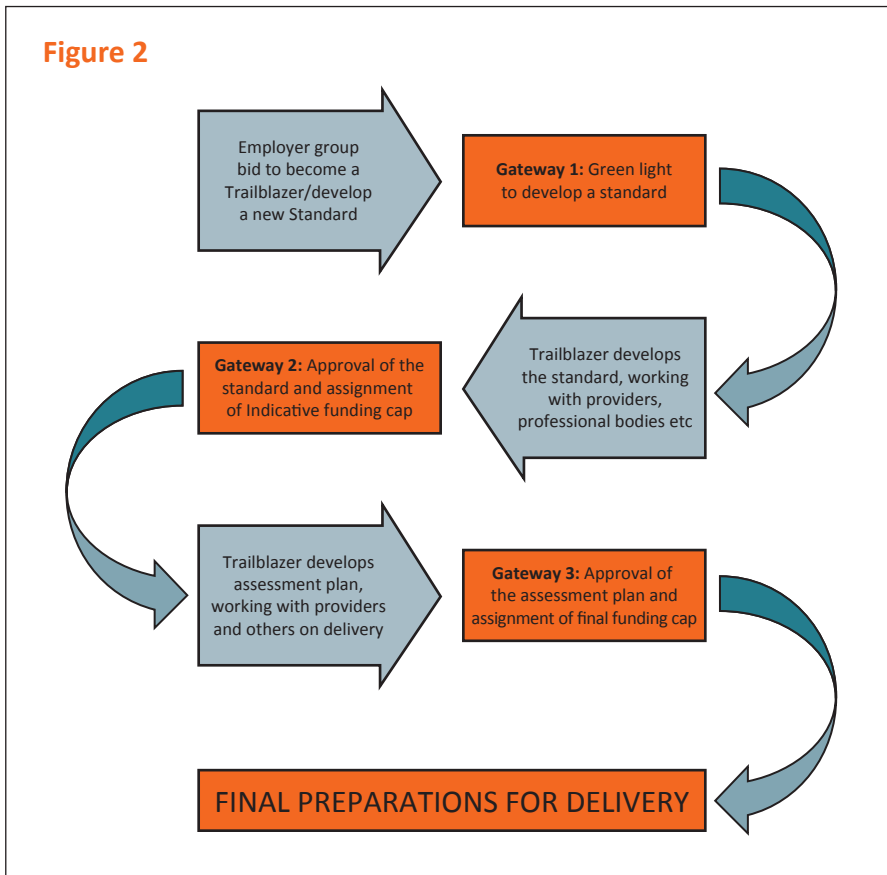 Figure 2
Employer group
bid to become a
Trailblazer/develop
a new Standard
Gateway 1: Green light
to develop a standard
Trailblazer develops
the standard, working
with providers,
professional bodies etc
Gateway 2: Approval of the
standard and assignment
of Indicative funding cap
Trailblazer develops
assessment plan,
working with providers
and others on delivery
Gateway 3: Approval of
the assessment plan and
assignment of final funding cap
FINAL PREPARATIONS FOR DELIVERY